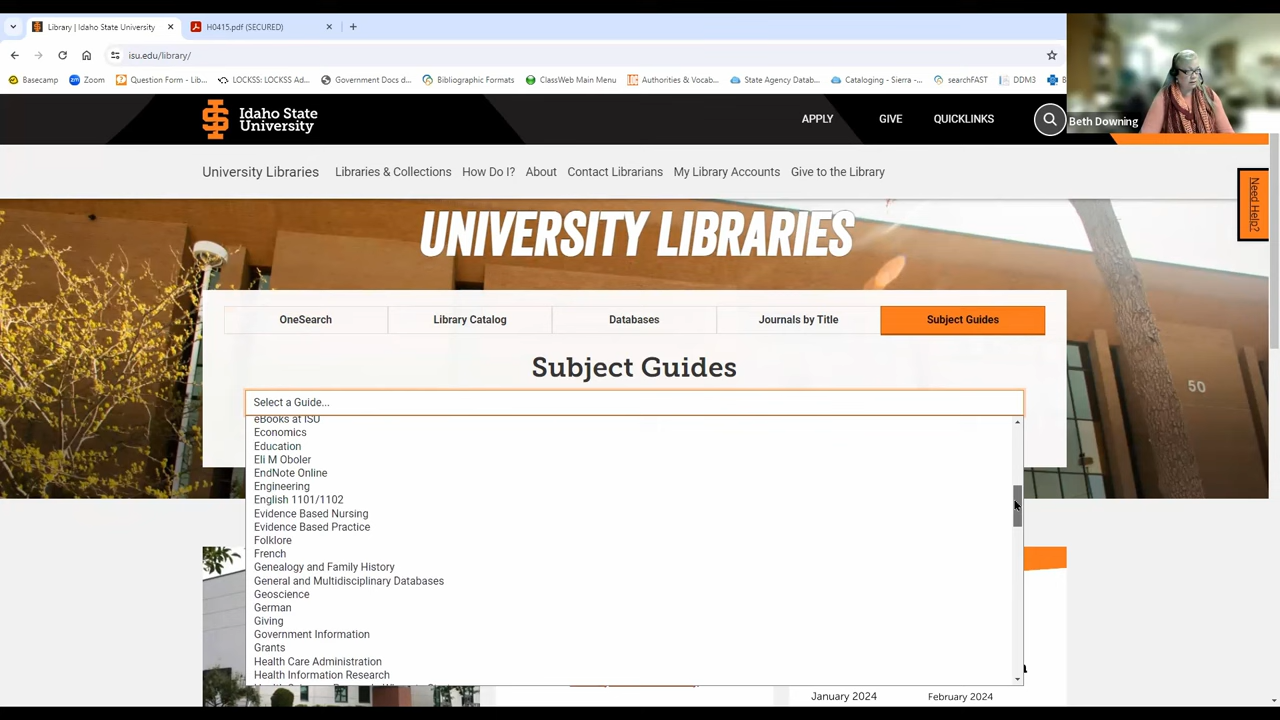 Library | Idaho State University
H0415.pdf (SECURED)
isu.edu/library/
Basecamp
Zoom
Question Form - Lib...
LOCKSS: LOCKSS Ad...
Government Docs d...
Bibliographic Formats
ClassWeb Main Menu
Authorities & Vocab...
State Agency Datab...
Cataloging - Sierra -...
searchFAST
DDM3
Beth Downing
Idaho State
University
APPLY
GIVE
QUICKLINKS
University Libraries
Libraries & Collections
How Do I?
About
Contact Librarians
My Library Accounts
Give to the Library
Need Help?
UNIVERSITY LIBRARIES
OneSearch
Library Catalog
Databases
Journals by Title
Subject Guides
Subject Guides
50
Select a Guide...
eBooks at ISU
Economics
Education
Eli M Oboler
EndNote Online
Engineering
English 1101/1102
Evidence Based Nursing
Evidence Based Practice
Folklore
French
Genealogy and Family History
General and Multidisciplinary Databases
Geoscience
German
Giving
Government Information
Grants
Health Care Administration
Health Information Research
January 2024
February 2024